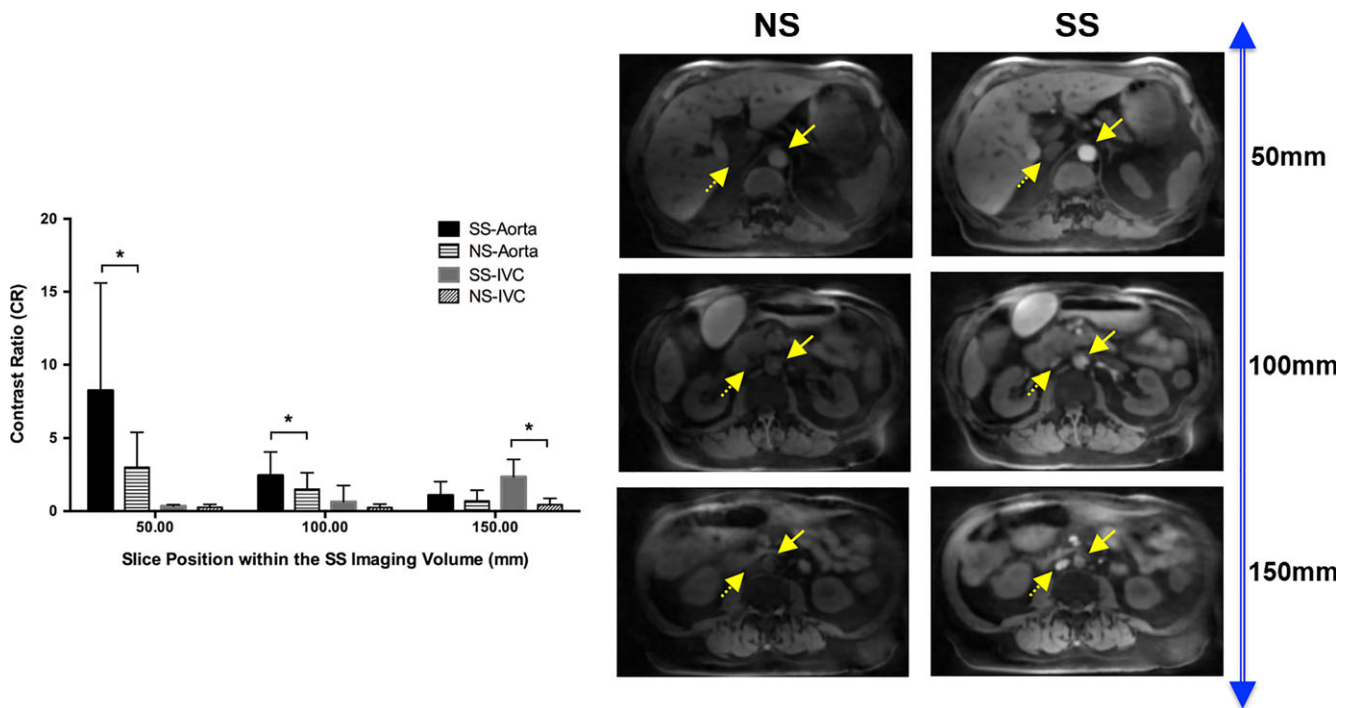 NS SS
20
15
10
5
0
Contrast Ratio (CR)
SS-Aorta
NS-Aorta
SS-IVC
NS-IVC
*
*
*
50.00 100.00 150.00
Slice Position within the SS Imaging Volume (mm)
50mm
100mm
150mm